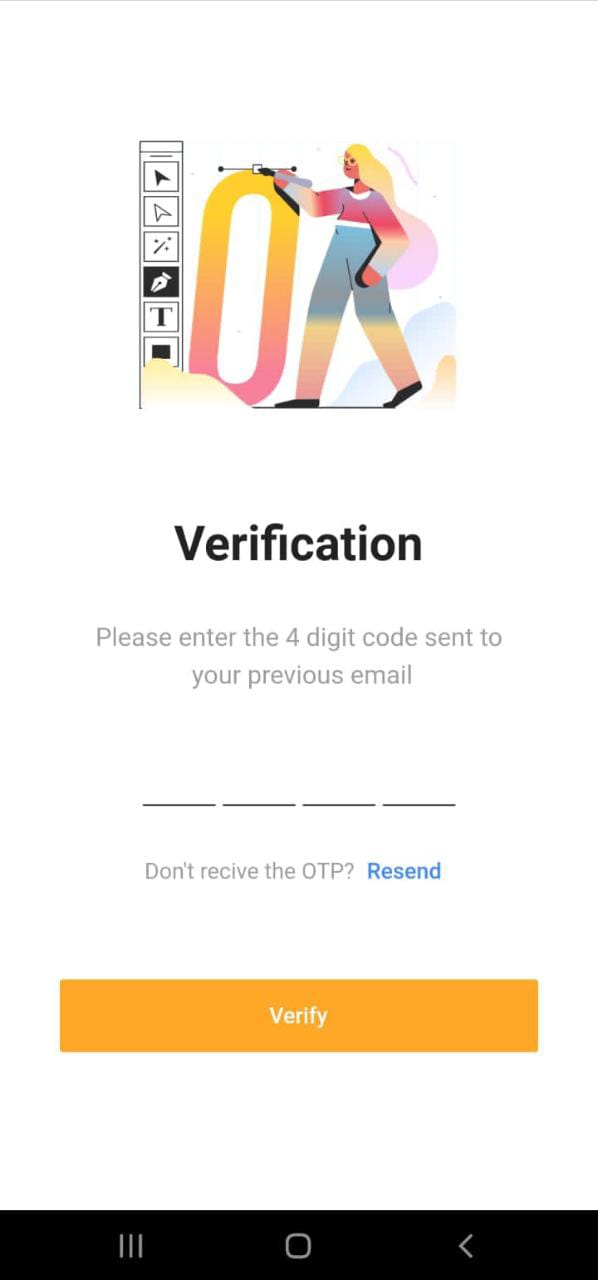 T
Verification
Please enter the 4 digit code sent to
your previous email
Don't recive the OTP? Resend
Verify